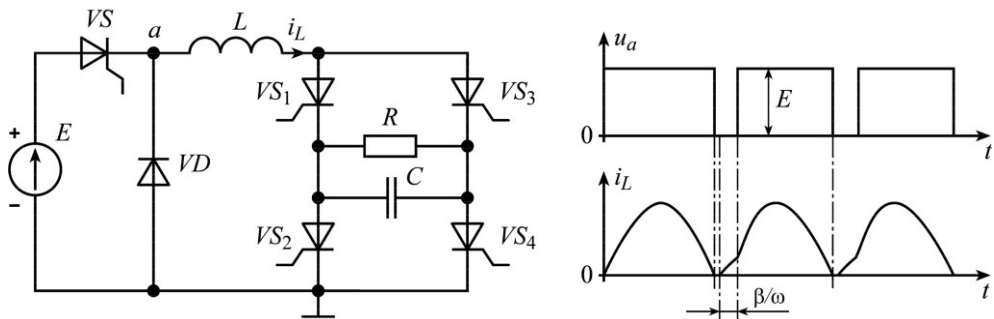 VS
a
L
i_L
VS_1
VS_3
R
+
E
VD
C
–
VS_2
VS_4
u_a
E
0
t
i_L
0
t
β/ω